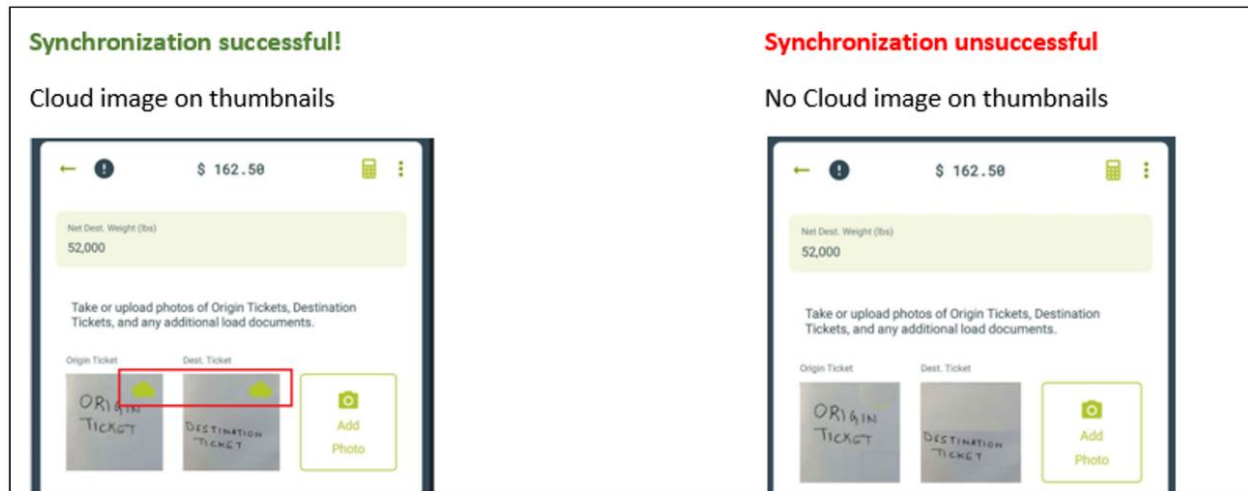 Synchronization successful!
Cloud image on thumbnails
$ 162.50
Net Dest. Weight (lbs)
52,000
Take or upload photos of Origin Tickets, Destination
Tickets, and any additional load documents.
Origin Ticket Dest. Ticket
ORIGIN
TICKET
DESTINATION
TICKET
Add
Photo
Synchronization unsuccessful
No Cloud image on thumbnails
$ 162.50
Net Dest. Weight (lbs)
52,000
Take or upload photos of Origin Tickets, Destination
Tickets, and any additional load documents.
Origin Ticket Dest. Ticket
ORIGIN
TICKET
DESTINATION
TICKET
Add
Photo